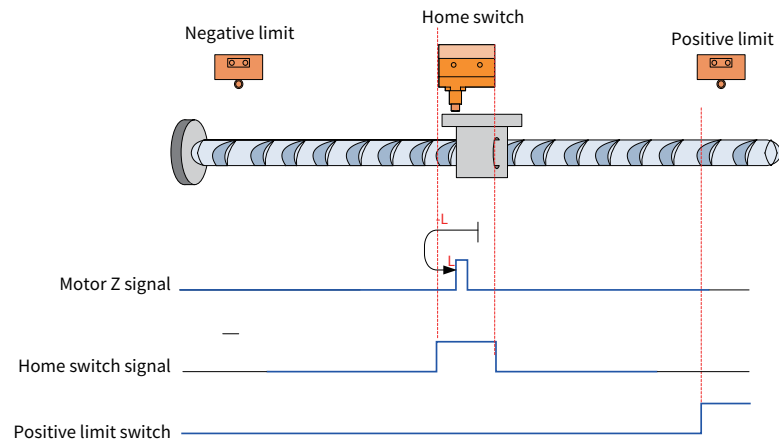 Home switch
Negative limit
Positive limit
-L
L
Motor Z signal
Home switch signal
Positive limit switch